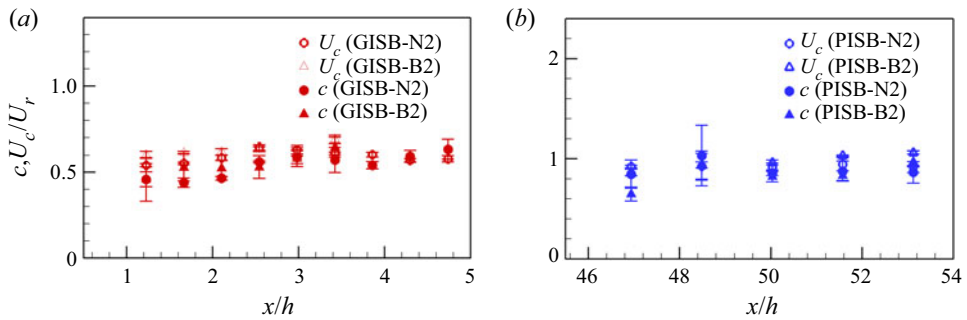 (a)
U_c (GISB-N2)
U_c (GISB-B2)
c (GISB-N2)
c (GISB-B2)
c, U_c/U_r
1.0
0.5
0
1 2 3 4 5
x/h
(b)
U_c (PISB-N2)
U_c (PISB-B2)
c (PISB-N2)
c (PISB-B2)
2
1
0
46 48 50 52 54
x/h